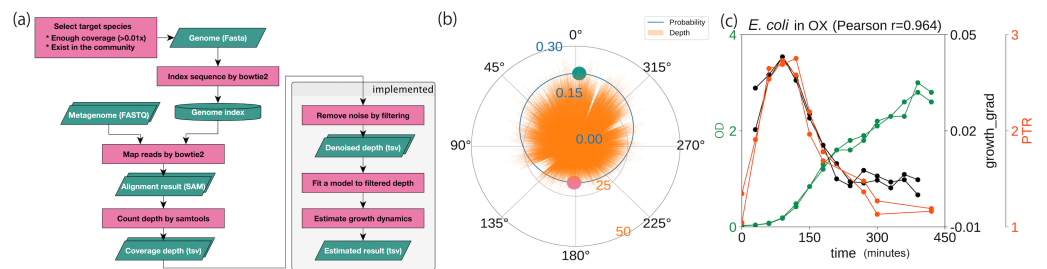 (a)
Select target species
* Enough coverage (>0.01x)
* Exist in the community
Genome (Fasta)
Index sequence by bowtie2
Metagenome (FASTQ)
Genome index
Map reads by bowtie2
Alignment result (SAM)
Count depth by samtools
Coverage depth (tsv)
implemented
Remove noise by filtering
Denoised depth (tsv)
Fit a model to filtered depth
Estimate growth dynamics
Estimated result (tsv)
(b)
Probability
Depth
0°
45°
90°
135°
180°
225°
270°
315°
0.30
0.15
0.00
25
50
(c)
E. coli in OX (Pearson r=0.964)
4
2
0
OD
0.05
0.02
-0.01
growth_grad
3
2
1
PTR
0
150
300
450
time (minutes)